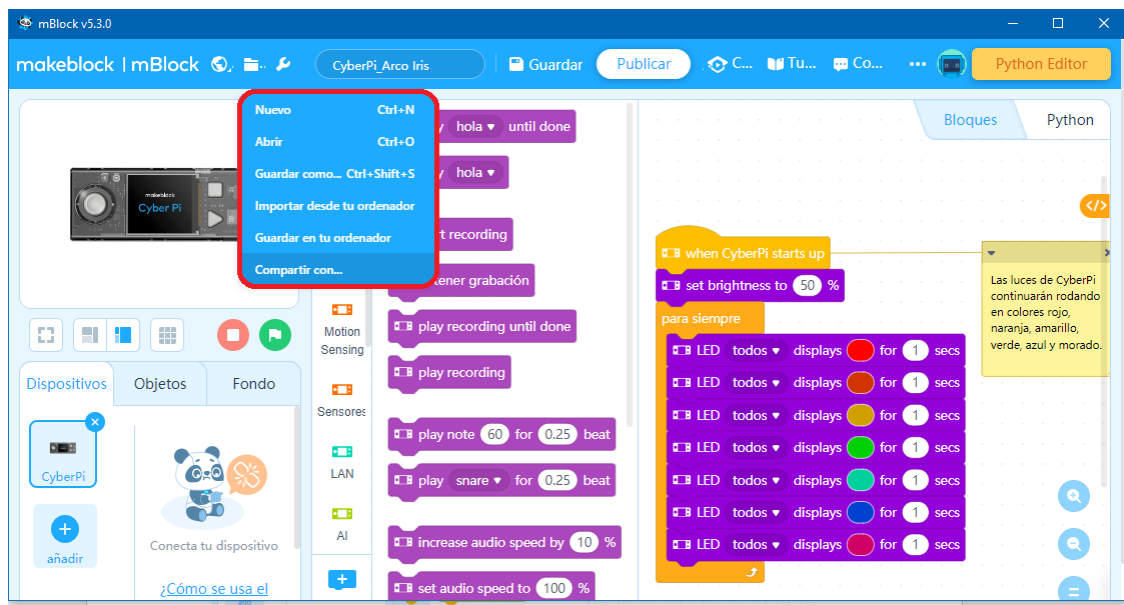 mBlock v5.3.0
makeblock | mBlock
CyberPi_Arco Iris
Guardar
Publicar
C...
Tu...
Co...
Python Editor
Nuevo Ctrl+N
Abrir Ctrl+O
Guardar como... Ctrl+Shift+S
Importar desde tu ordenador
Guardar en tu ordenador
Compartir con...
makeblock
Cyber Pi
Dispositivos
Objetos
Fondo
CyberPi
añadir
Conecta tu dispositivo
¿Cómo se usa el
Motion
Sensing
Sensores
LAN
AI
hola until done
hola
recording
tener grabación
play recording until done
play recording
play note 60 for 0.25 beat
play snare for 0.25 beat
increase audio speed by 10 %
set audio speed to 100 %
Bloques
Python
when CyberPi starts up
set brightness to 50 %
para siempre
LED todos displays for 1 secs
LED todos displays for 1 secs
LED todos displays for 1 secs
LED todos displays for 1 secs
LED todos displays for 1 secs
LED todos displays for 1 secs
LED todos displays for 1 secs
Las luces de CyberPi
continuarán rodando
en colores rojo,
naranja, amarillo,
verde, azul y morado.